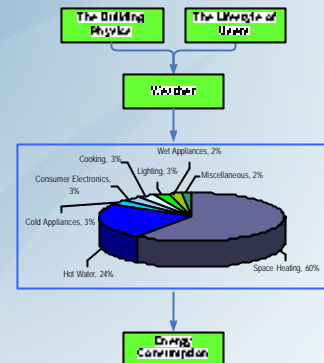 The Building
Physics
The Lifestyle of
Users
Weather
Wet Appliances, 2%
Cooking, 3%
Lighting, 3%
Miscellaneous, 2%
Consumer Electronics,
3%
Cold Appliances, 3%
Hot Water, 24%
Space Heating, 60%
Energy
Consumption